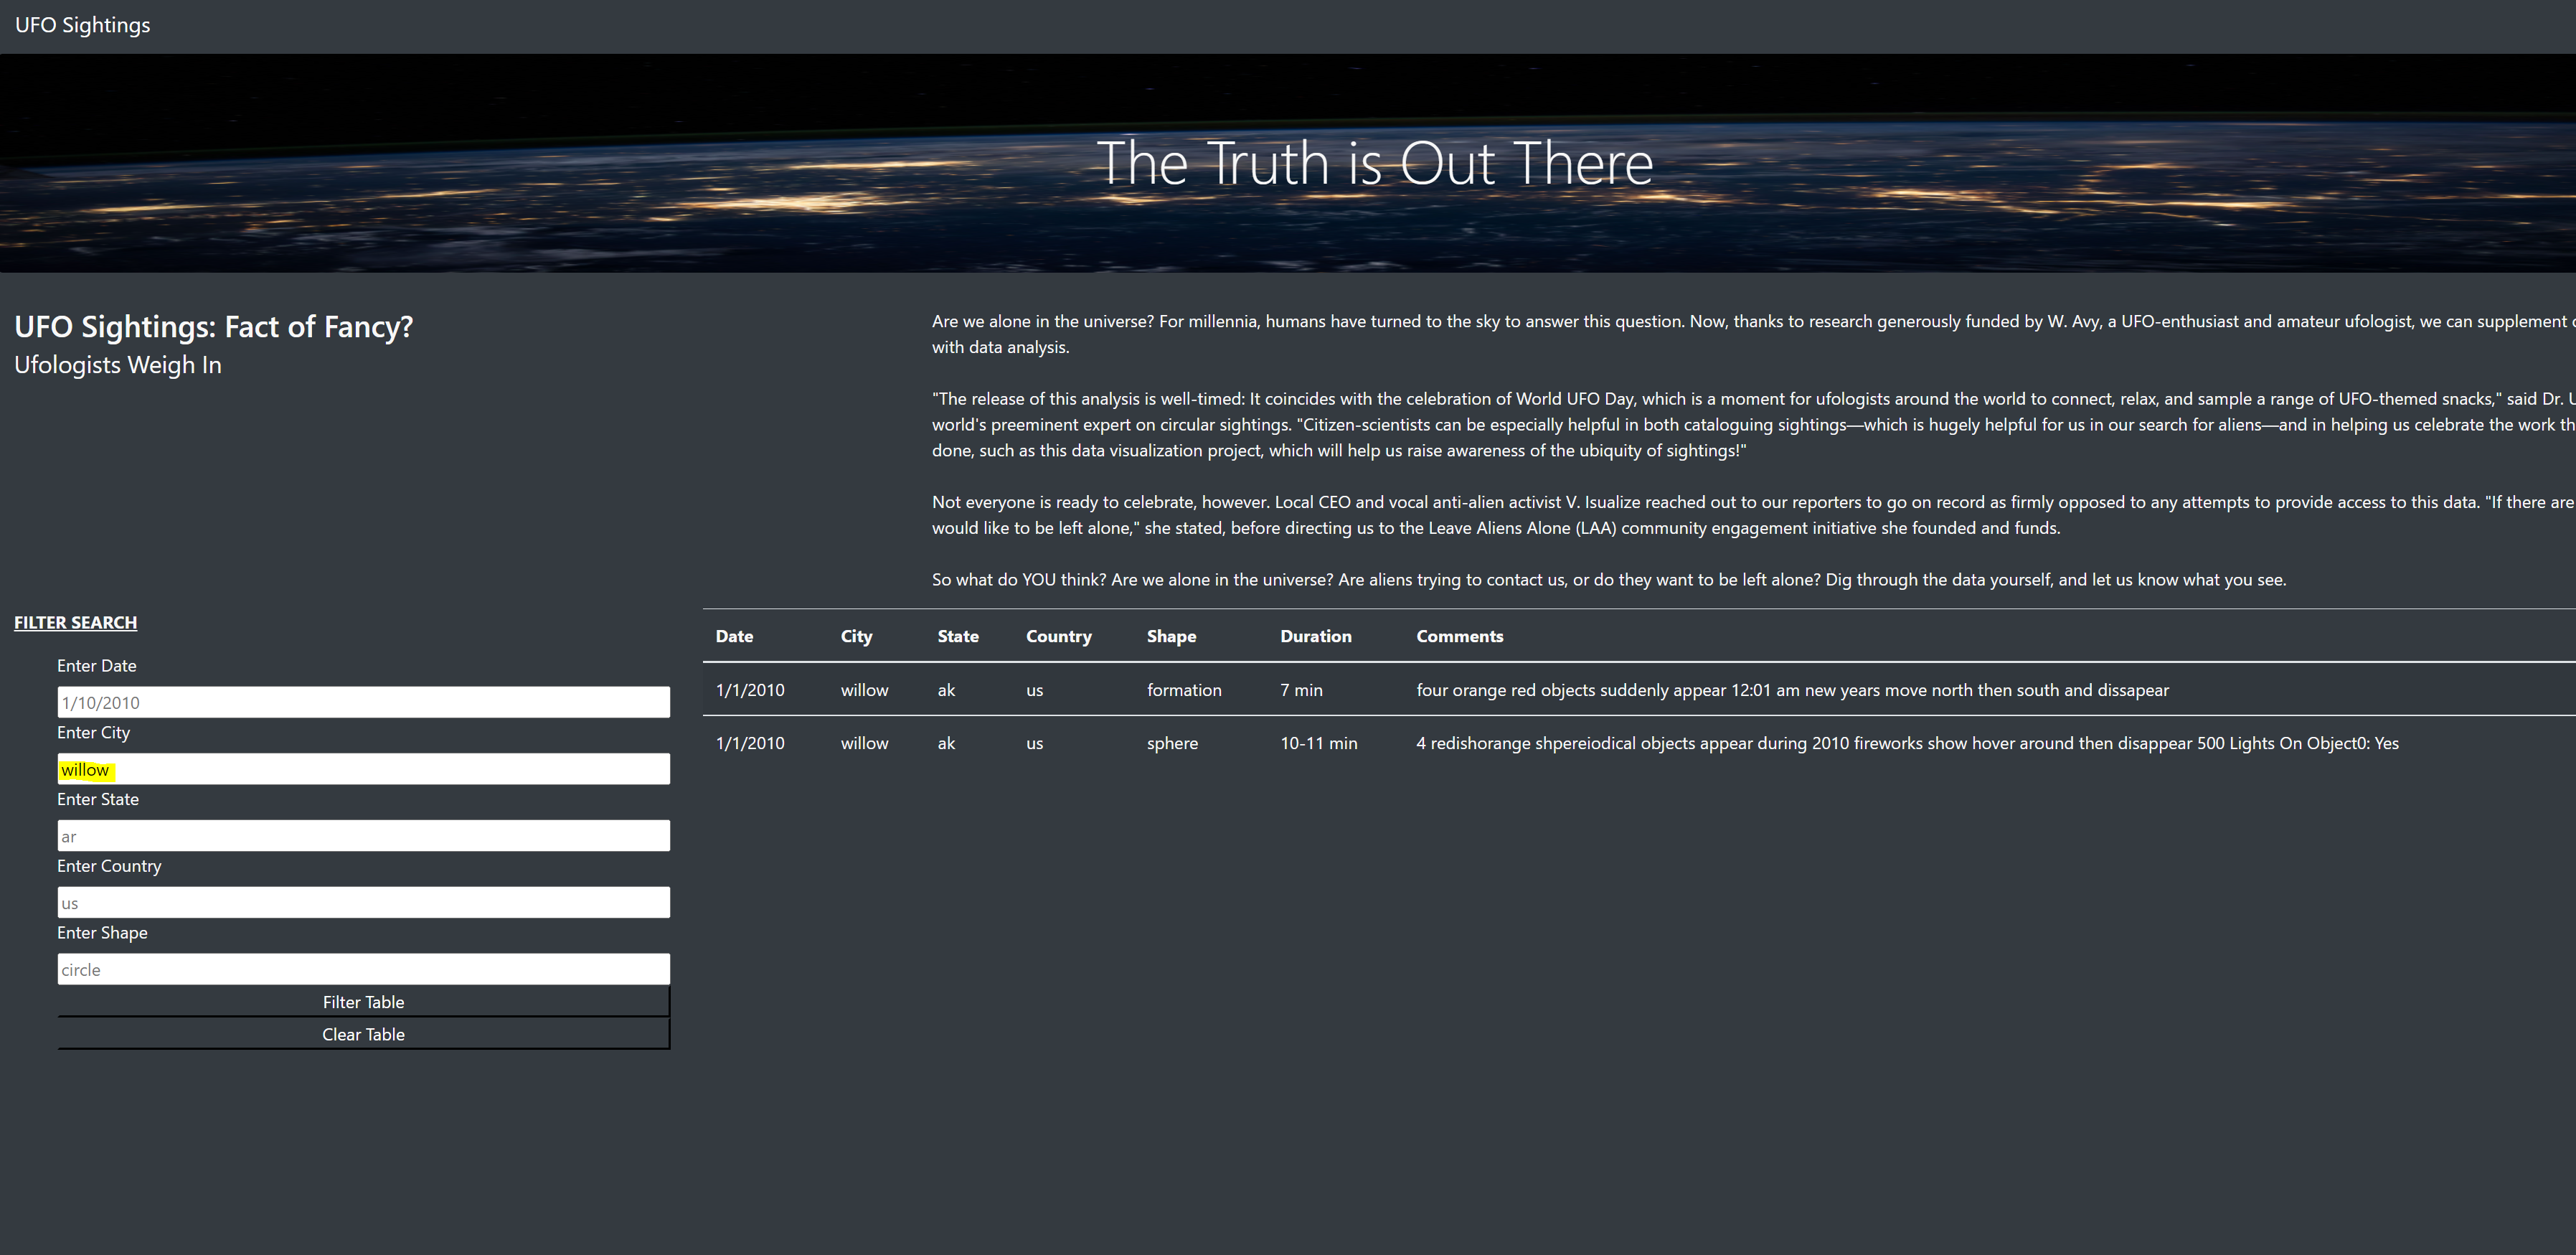 UFO Sightings
The Truth is Out There
UFO Sightings: Fact of Fancy?
Ufologists Weigh In
Are we alone in the universe? For millennia, humans have turned to the sky to answer this question. Now, thanks to research generously funded by W. Avy, a UFO-enthusiast and amateur ufologist, we can supplement
with data analysis.
"The release of this analysis is well-timed: It coincides with the celebration of World UFO Day, which is a moment for ufologists around the world to connect, relax, and sample a range of UFO-themed snacks," said Dr.
world's preeminent expert on circular sightings. "Citizen-scientists can be especially helpful in both cataloguing sightings—which is hugely helpful for us in our search for aliens—and in helping us celebrate the work
done, such as this data visualization project, which will help us raise awareness of the ubiquity of sightings!"
Not everyone is ready to celebrate, however. Local CEO and vocal anti-alien activist V. Isualize reached out to our reporters to go on record as firmly opposed to any attempts to provide access to this data. "If there are
would like to be left alone," she stated, before directing us to the Leave Aliens Alone (LAA) community engagement initiative she founded and funds.
So what do YOU think? Are we alone in the universe? Are aliens trying to contact us, or do they want to be left alone? Dig through the data yourself, and let us know what you see.
FILTER SEARCH
Enter Date
1/10/2010
Enter City
willow
Enter State
ar
Enter Country
us
Enter Shape
circle
Filter Table
Clear Table
Date City State Country Shape Duration Comments
1/1/2010 willow ak us formation 7 min four orange red objects suddenly appear 12:01 am new years move north then south and dissapear
1/1/2010 willow ak us sphere 10-11 min 4 redishorange shpereiodical objects appear during 2010 fireworks show hover around then disappear 500 Lights On Object0: Yes